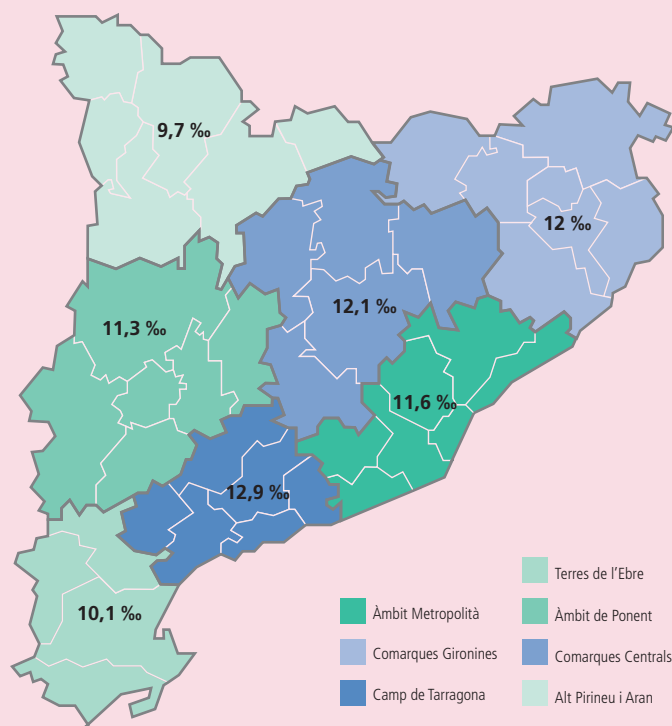 9,7 ‰
12 ‰
12,1 ‰
11,3 ‰
11,6 ‰
12,9 ‰
10,1 ‰
Terres de l'Ebre
Àmbit Metropolità
Àmbit de Ponent
Comarques Gironines
Comarques Centrals
Camp de Tarragona
Alt Pirineu i Aran